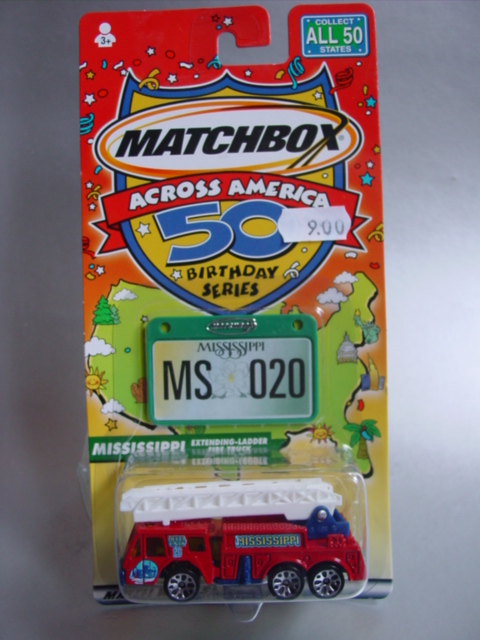 3+
COLLECT
ALL 50
STATES
MATCHBOX
ACROSS AMERICA
50
9.00
BIRTHDAY
SERIES
MISSISSIPPI
MS 020
MISSISSIPPI EXTENDING-LADDER
FIRE TRUCK
MISSISSIPPI
MATCHBOX